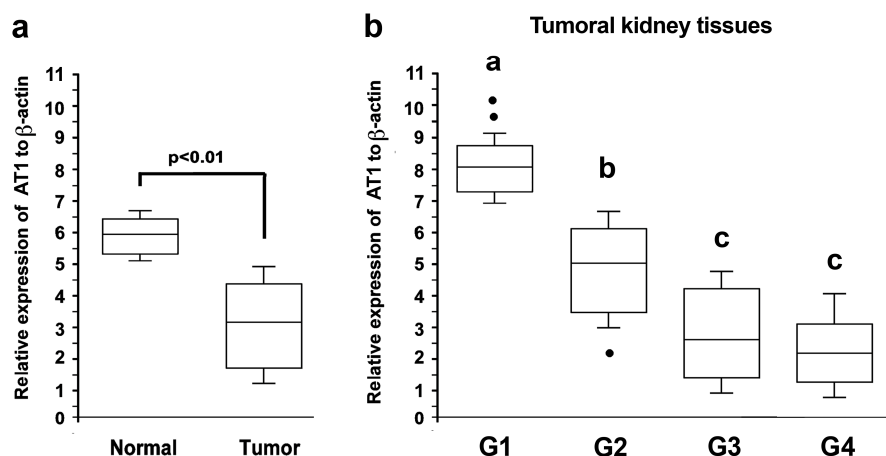 a
Relative expression of AT1 to β-actin
11
10
9
8
7
6
5
4
3
2
1
0
p<0.01
Normal
Tumor
b
Tumoral kidney tissues
Relative expression of AT1 to β-actin
11
10
9
8
7
6
5
4
3
2
1
0
a
b
c
c
G1
G2
G3
G4